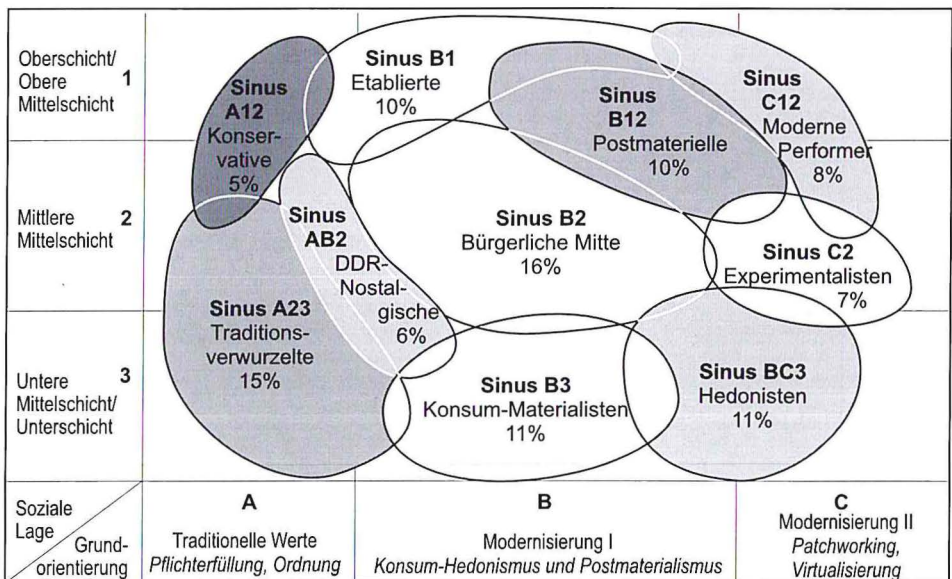 Oberschicht/
Obere 1
Mittelschicht
Mittlere 2
Mittelschicht
Untere 3
Mittelschicht/
Unterschicht
Sinus
A12
Konser-
vative
5%
Sinus B1
Etablierte
10%
Sinus
B12
Postmaterielle
10%
Sinus
C12
Moderne
Performer
8%
Sinus
AB2
DDR-
Nostal-
gische
6%
Sinus B2
Bürgerliche Mitte
16%
Sinus C2
Experimentalisten
7%
Sinus A23
Traditions-
verwurzelte
15%
Sinus B3
Konsum-Materialisten
11%
Sinus BC3
Hedonisten
11%
Soziale
Lage
Grund-
orientierung
A
Traditionelle Werte
Pflichterfüllung, Ordnung
B
Modernisierung I
Konsum-Hedonismus und Postmaterialismus
C
Modernisierung II
Patchworking,
Virtualisierung